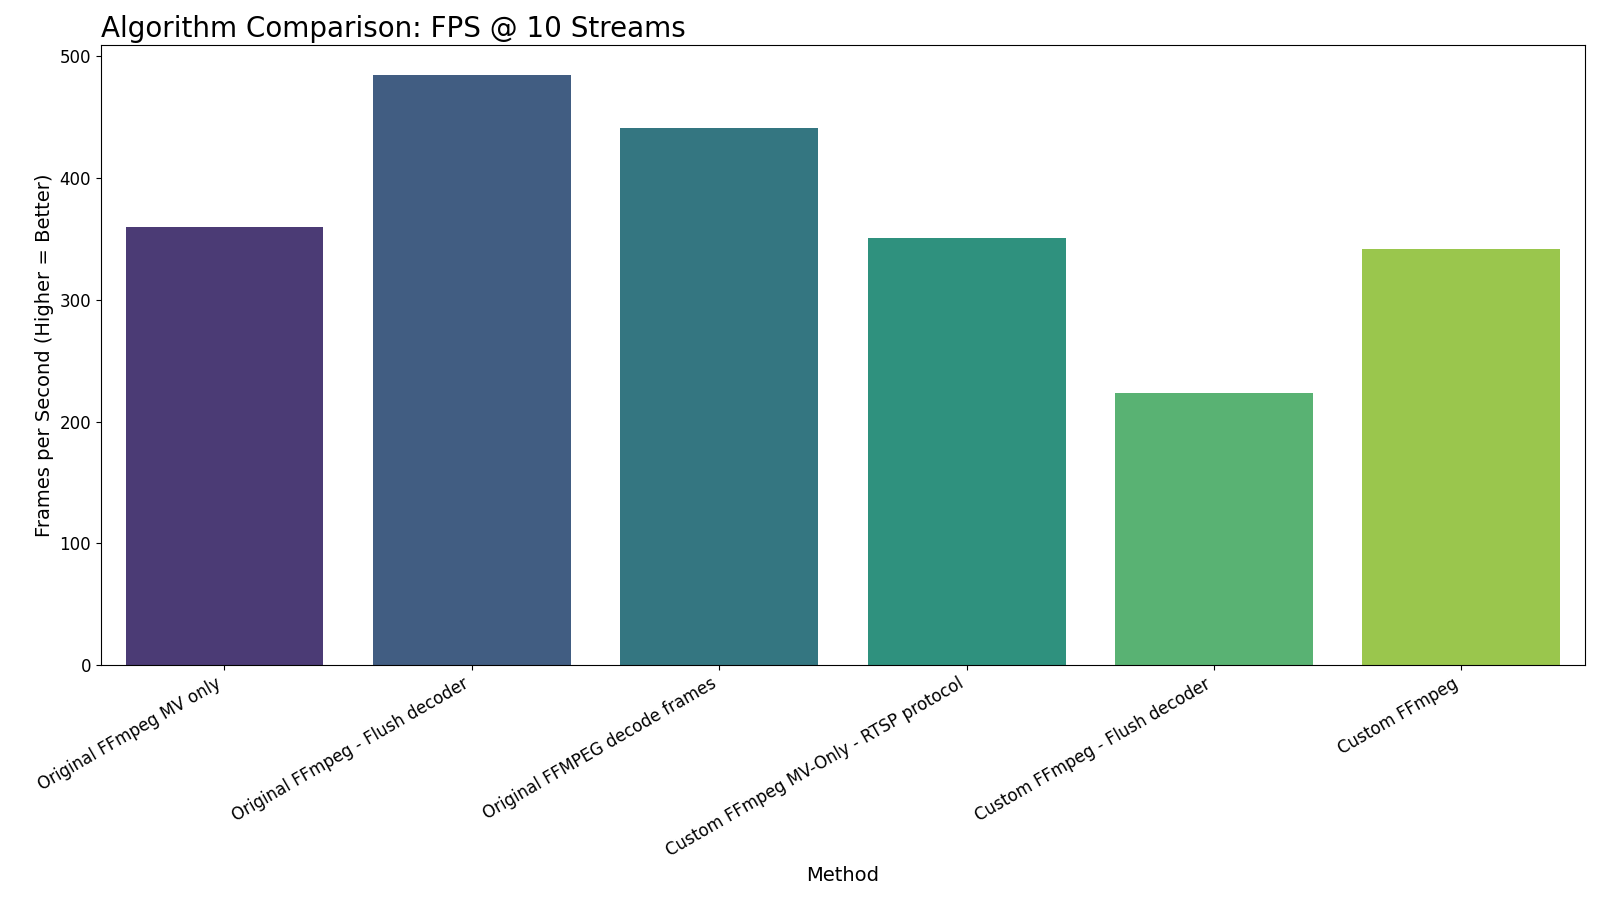 Algorithm Comparison: FPS @ 10 Streams
Frames per Second (Higher = Better)
500
400
300
200
100
0
Original FFmpeg MV only
Original FFmpeg - Flush decoder
Original FFMPEG decode frames
Custom FFmpeg MV-Only - RTSP protocol
Custom FFmpeg - Flush decoder
Custom FFmpeg
Method